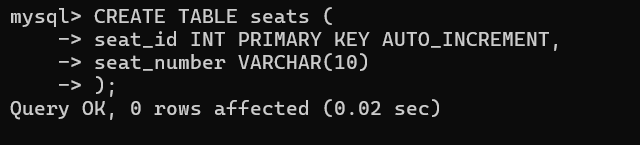 mysql> CREATE TABLE seats (
    -> seat_id INT PRIMARY KEY AUTO_INCREMENT,
    -> seat_number VARCHAR(10)
    -> );
Query OK, 0 rows affected (0.02 sec)